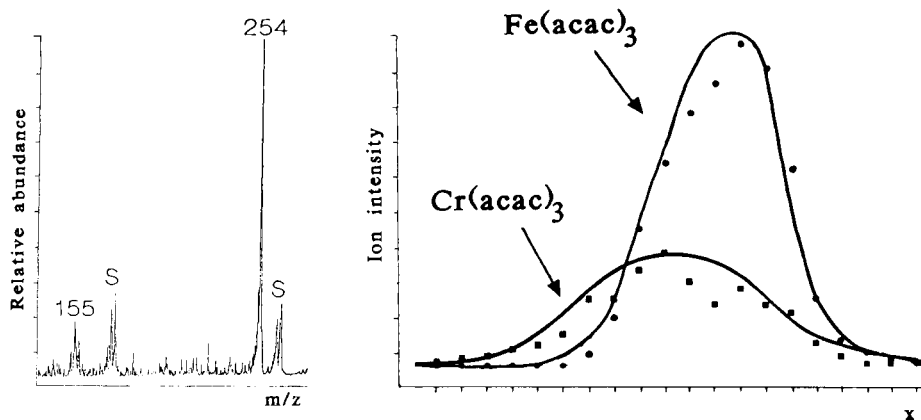 254
S
155
S
Relative abundance
m/z
Fe(acac)₃
Cr(acac)₃
Ion intensity
x